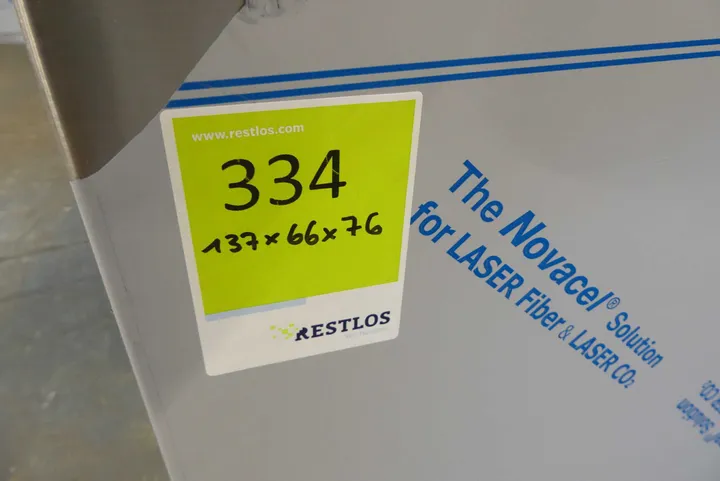 www.restlos.com
334
137×66×76
RESTLOS
The Novacel® Solution
for LASER Fiber & LASER CO₂